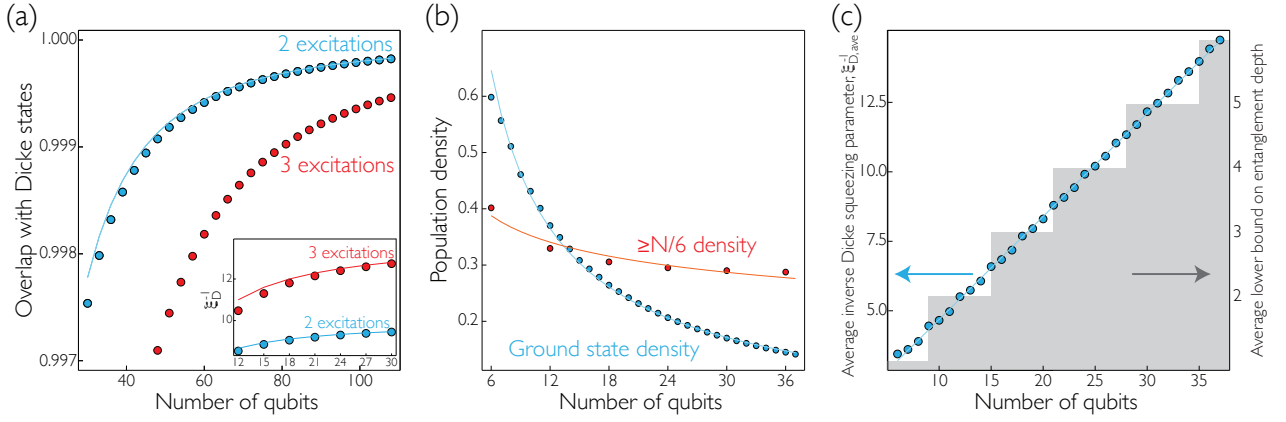 (a)
Overlap with Dicke states
1.000
0.999
0.998
0.997
2 excitations
3 excitations
40
60
80
100
Number of qubits
ξ_D^-1
12
10
3 excitations
2 excitations
12
15
18
21
24
27
30
(b)
Population density
0.6
0.5
0.4
0.3
0.2
≥N/6 density
Ground state density
6
12
18
24
30
36
Number of qubits
(c)
Average inverse Dicke squeezing parameter, ξ_D,ave^-1
12.5
10.0
7.5
5.0
10
15
20
25
30
35
Number of qubits
5
4
3
2
Average lower bound on entanglement depth